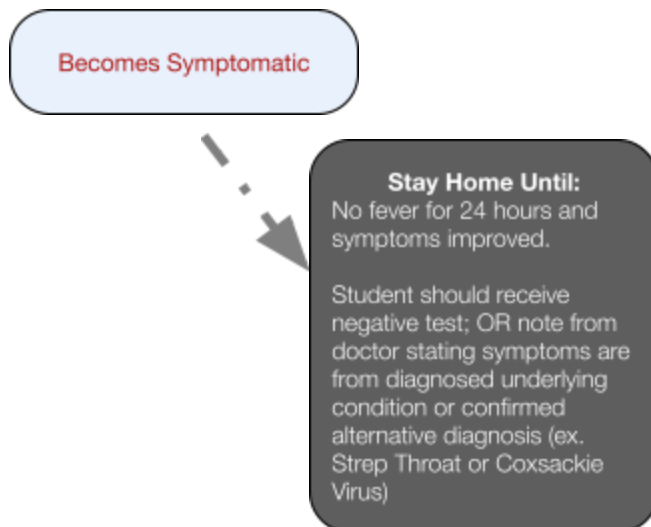 Becomes Symptomatic
Stay Home Until:
No fever for 24 hours and
symptoms improved.
Student should receive
negative test; OR note from
doctor stating symptoms are
from diagnosed underlying
condition or confirmed
alternative diagnosis (ex.
Strep Throat or Coxsackie
Virus)